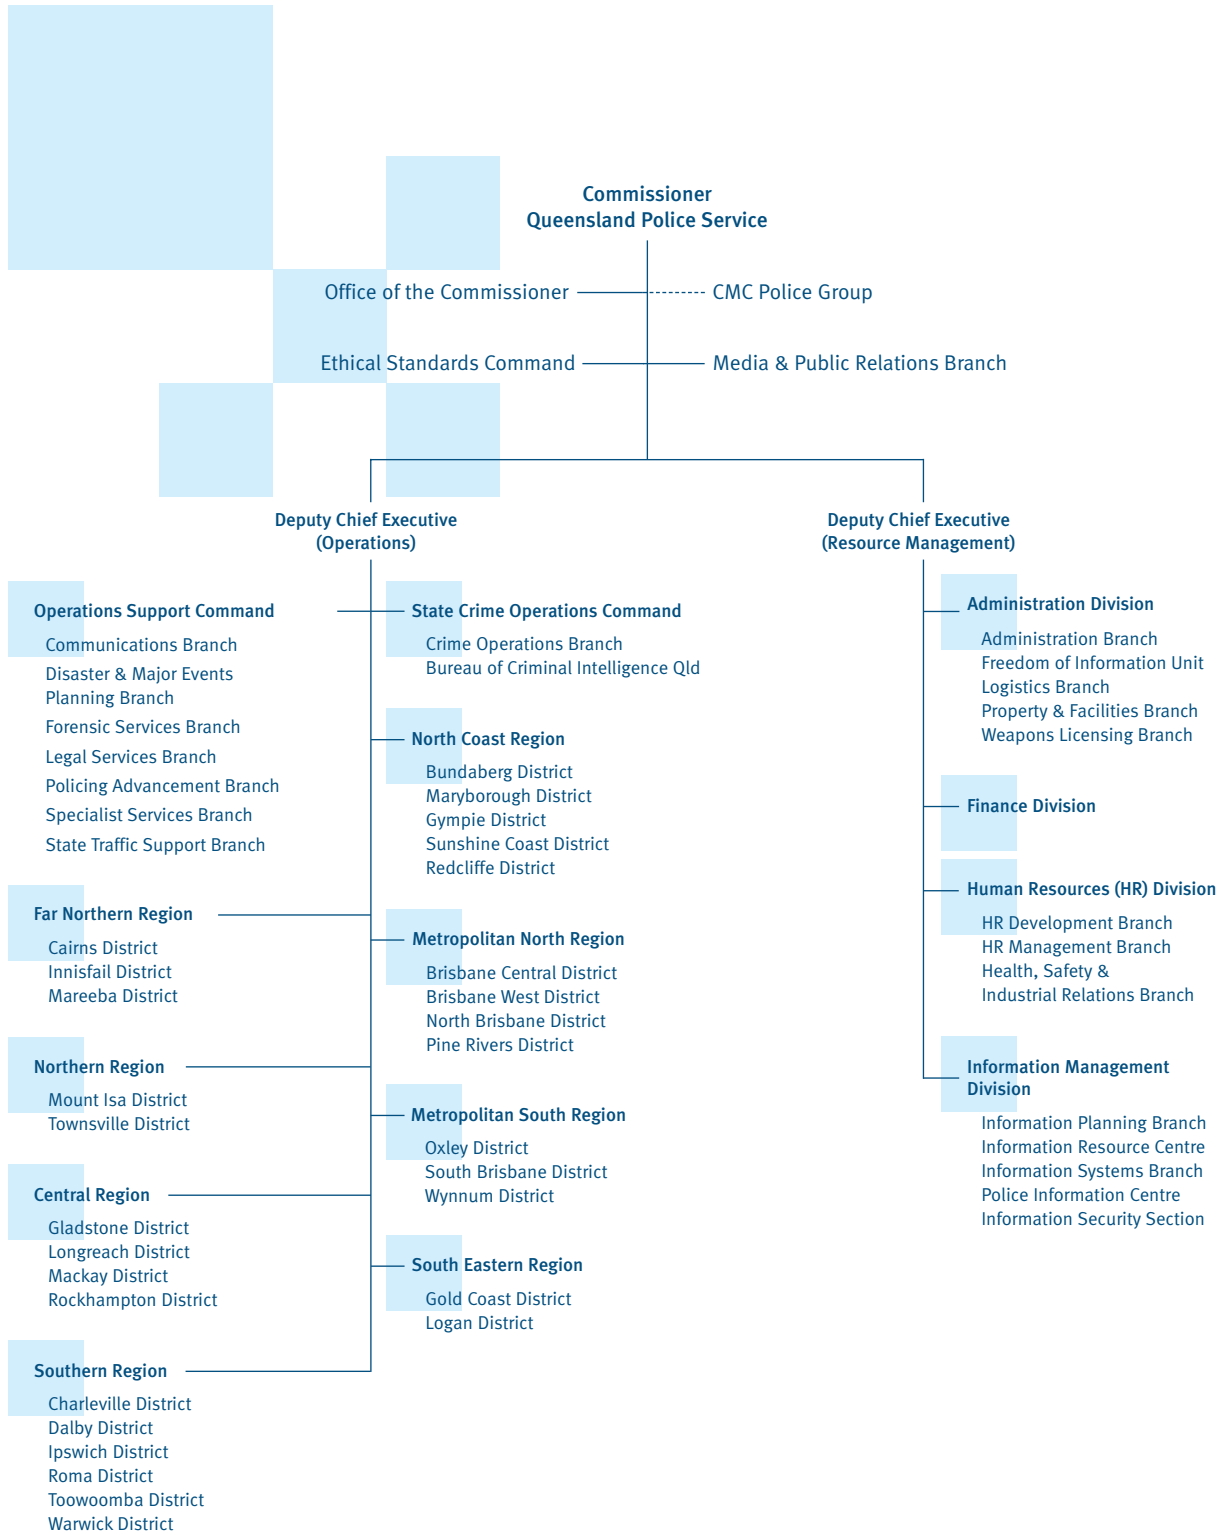 Commissioner
Queensland Police Service
Office of the Commissioner
CMC Police Group
Ethical Standards Command
Media & Public Relations Branch
Deputy Chief Executive
(Operations)
Deputy Chief Executive
(Resource Management)
Operations Support Command
Communications Branch
Disaster & Major Events
Planning Branch
Forensic Services Branch
Legal Services Branch
Policing Advancement Branch
Specialist Services Branch
State Traffic Support Branch
Far Northern Region
Cairns District
Innisfail District
Mareeba District
Northern Region
Mount Isa District
Townsville District
Central Region
Gladstone District
Longreach District
Mackay District
Rockhampton District
Southern Region
Charleville District
Dalby District
Ipswich District
Roma District
Toowoomba District
Warwick District
State Crime Operations Command
Crime Operations Branch
Bureau of Criminal Intelligence Qld
North Coast Region
Bundaberg District
Maryborough District
Gympie District
Sunshine Coast District
Redcliffe District
Metropolitan North Region
Brisbane Central District
Brisbane West District
North Brisbane District
Pine Rivers District
Metropolitan South Region
Oxley District
South Brisbane District
Wynnum District
South Eastern Region
Gold Coast District
Logan District
Administration Division
Administration Branch
Freedom of Information Unit
Logistics Branch
Property & Facilities Branch
Weapons Licensing Branch
Finance Division
Human Resources (HR) Division
HR Development Branch
HR Management Branch
Health, Safety &
Industrial Relations Branch
Information Management
Division
Information Planning Branch
Information Resource Centre
Information Systems Branch
Police Information Centre
Information Security Section